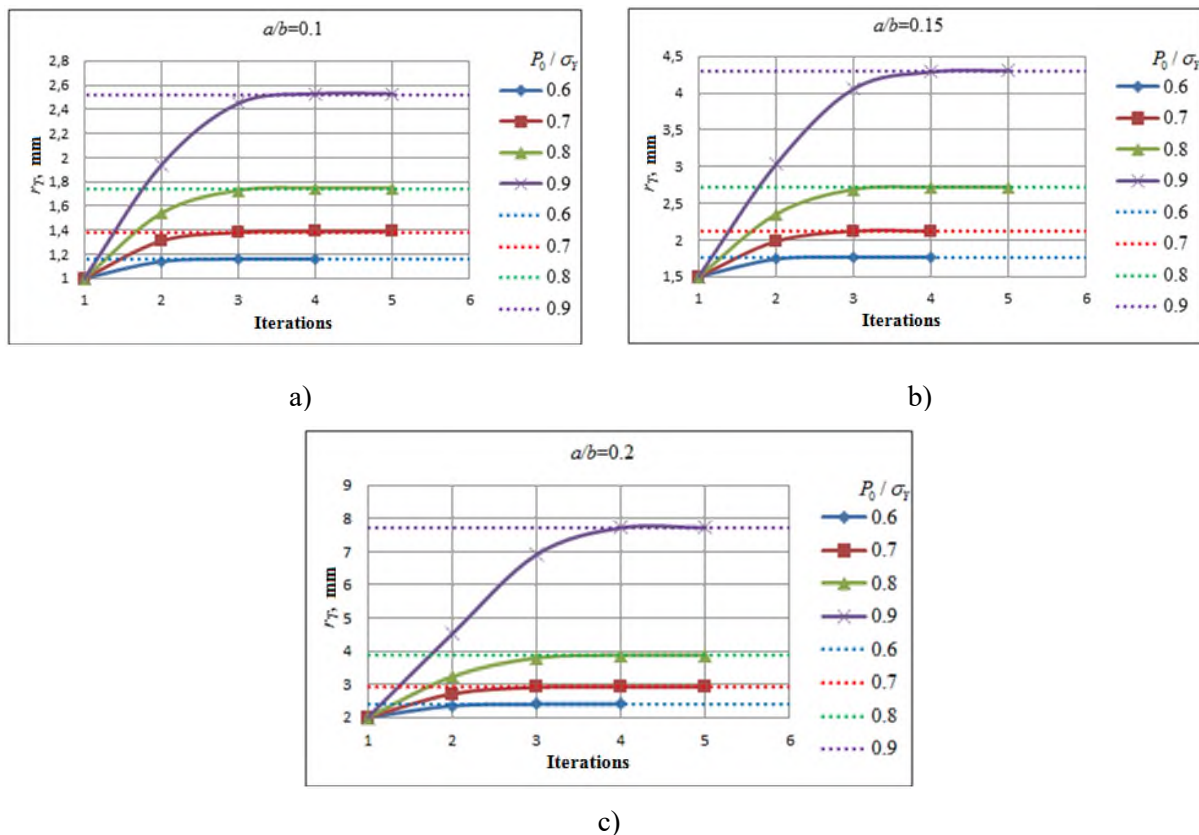 a/b=0.1
2,8
2,6
2,4
2,2
2
1,8
1,6
1,4
1,2
1
r_T, mm
1 2 3 4 5 6
Iterations
P_0 / σ_Y
0.6
0.7
0.8
0.9
0.6
0.7
0.8
0.9
a)
a/b=0.15
4,5
4
3,5
3
2,5
2
1,5
r_T, mm
1 2 3 4 5 6
Iterations
P_0 / σ_Y
0.6
0.7
0.8
0.9
0.6
0.7
0.8
0.9
b)
a/b=0.2
9
8
7
6
5
4
3
2
r_T, mm
1 2 3 4 5 6
Iterations
P_0 / σ_Y
0.6
0.7
0.8
0.9
0.6
0.7
0.8
0.9
c)